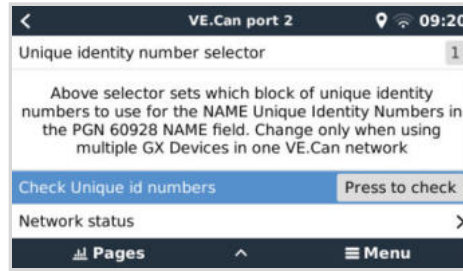 VE.Can port 2 09:20
Unique identity number selector 1
Above selector sets which block of unique identity
numbers to use for the NAME Unique Identity Numbers in
the PGN 60928 NAME field. Change only when using
multiple GX Devices in one VE.Can network
Check Unique id numbers Press to check
Network status
Pages Menu